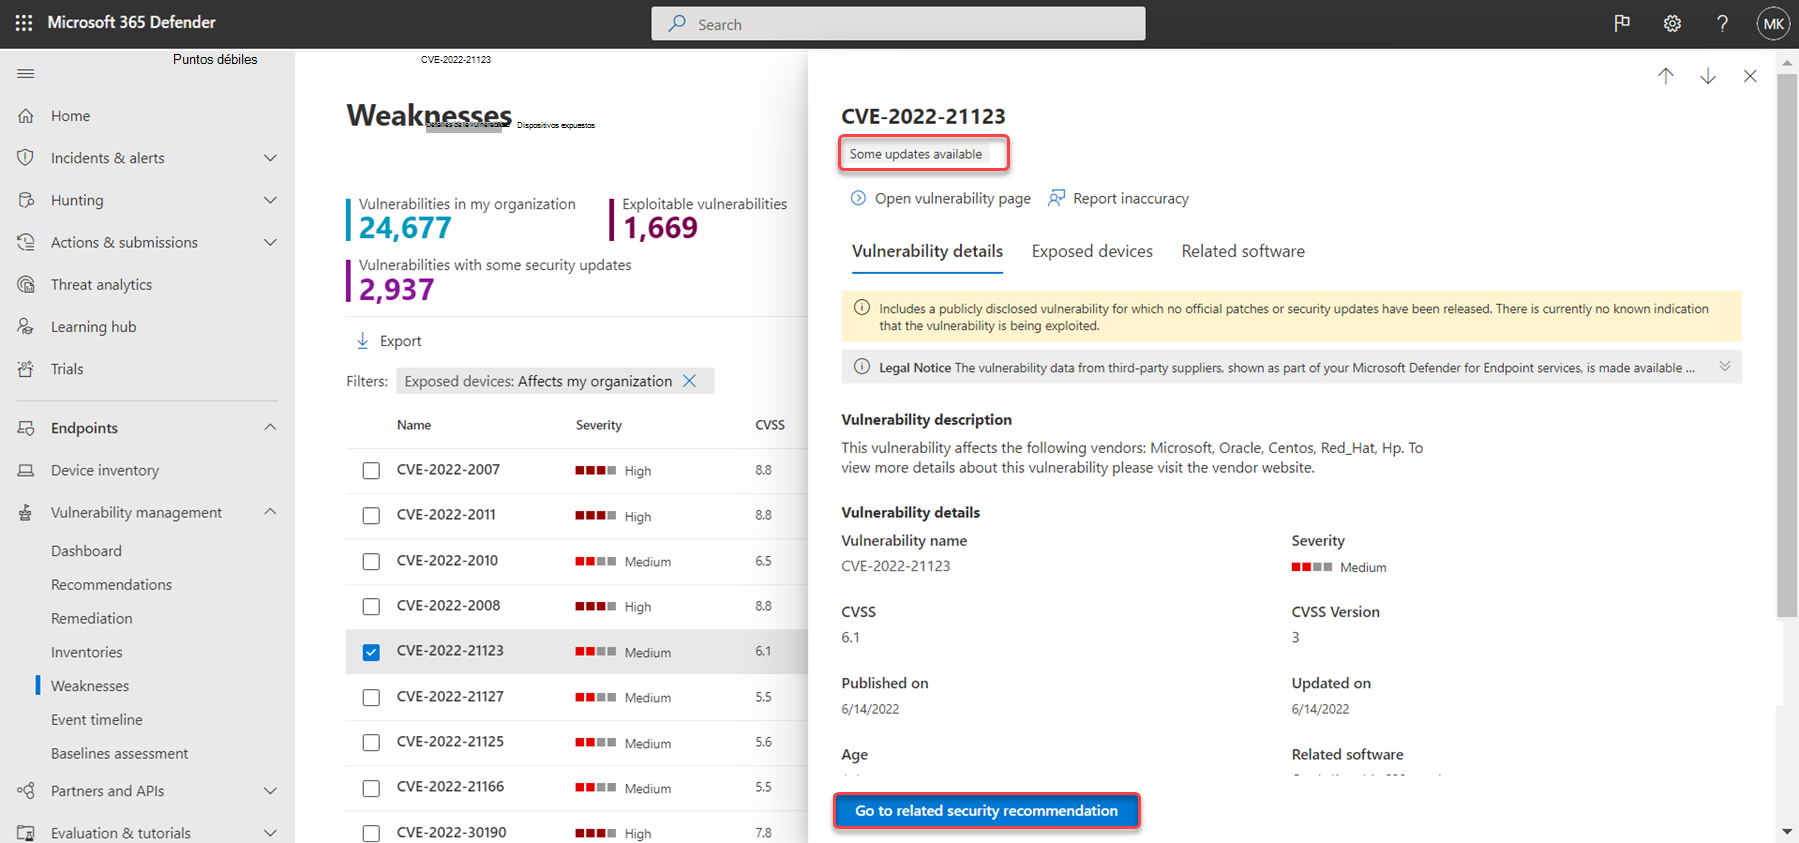 Microsoft 365 Defender
Search
MK
Puntos débiles
CVE-2022-21123
Home
Incidents & alerts
Hunting
Actions & submissions
Threat analytics
Learning hub
Trials
Endpoints
Device inventory
Vulnerability management
Dashboard
Recommendations
Remediation
Inventories
Weaknesses
Event timeline
Baselines assessment
Partners and APIs
Evaluation & tutorials
Weaknesses
Detalles de la vulnerabilidad Dispositivos expuestos
Vulnerabilities in my organization
24,677
Exploitable vulnerabilities
1,669
Vulnerabilities with some security updates
2,937
Export
Filters: Exposed devices: Affects my organization
Name Severity CVSS
CVE-2022-2007 High 8.8
CVE-2022-2011 High 8.8
CVE-2022-2010 Medium 6.5
CVE-2022-2008 High 8.8
CVE-2022-21123 Medium 6.1
CVE-2022-21127 Medium 5.5
CVE-2022-21125 Medium 5.6
CVE-2022-21166 Medium 5.5
CVE-2022-30190 High 7.8
CVE-2022-21123
Some updates available
Open vulnerability page Report inaccuracy
Vulnerability details Exposed devices Related software
Includes a publicly disclosed vulnerability for which no official patches or security updates have been released. There is currently no known indication
that the vulnerability is being exploited.
Legal Notice The vulnerability data from third-party suppliers, shown as part of your Microsoft Defender for Endpoint services, is made available ...
Vulnerability description
This vulnerability affects the following vendors: Microsoft, Oracle, Centos, Red_Hat, Hp. To
view more details about this vulnerability please visit the vendor website.
Vulnerability details
Vulnerability name
CVE-2022-21123
Severity
Medium
CVSS
6.1
CVSS Version
3
Published on
6/14/2022
Updated on
6/14/2022
Age
Related software
Go to related security recommendation